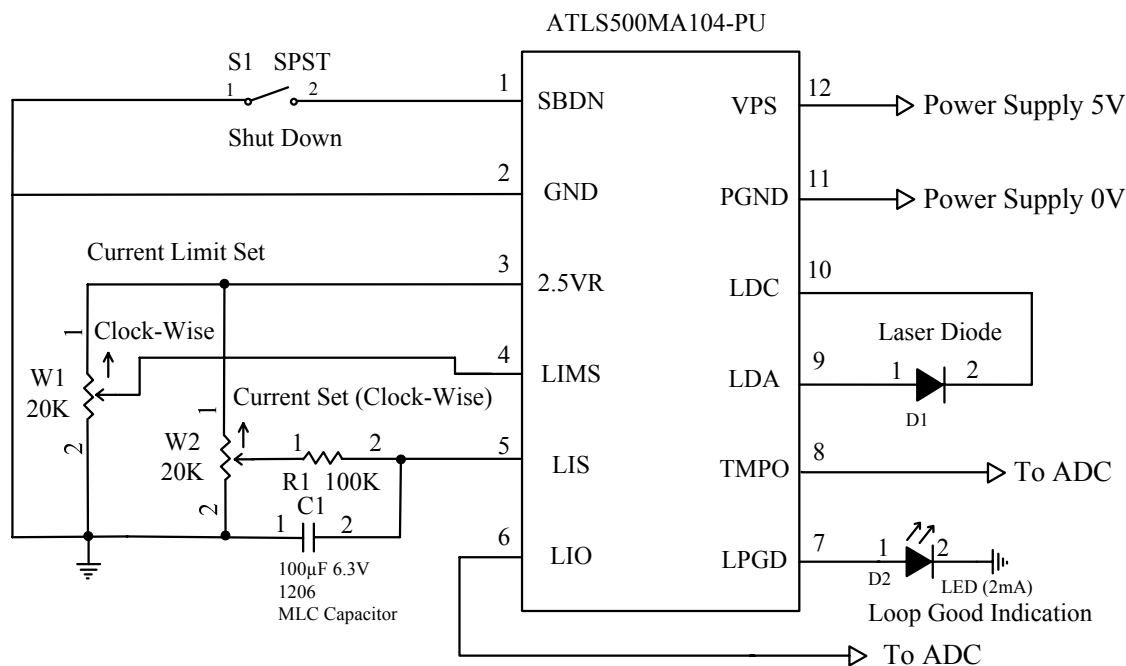 ATLS500MA104-PU
S1 SPST
1 2
Shut Down
1 SBDN
2 GND
Current Limit Set
3 2.5VR
1 Clock-Wise
W1
20K
2
4 LIMS
Current Set (Clock-Wise)
1
W2
20K
2
1 2
R1 100K
5 LIS
C1
1 2
100µF 6.3V
1206
MLC Capacitor
6 LIO
VPS 12 Power Supply 5V
PGND 11 Power Supply 0V
LDC 10
Laser Diode
LDA 9 1 2
D1
TMPO 8 To ADC
LPGD 7 1 2
D2 LED (2mA)
Loop Good Indication
To ADC